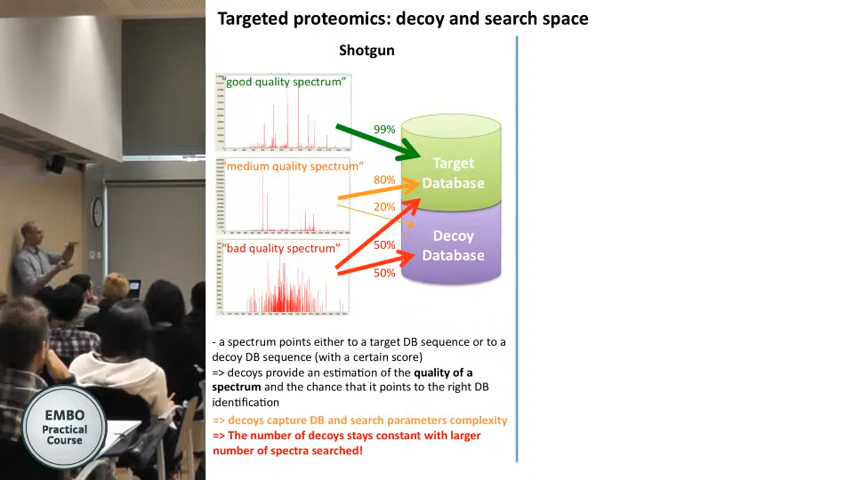 Targeted proteomics: decoy and search space
Shotgun
"good quality spectrum"
99%
Target
Database
"medium quality spectrum"
80%
20%
Decoy
Database
"bad quality spectrum"
50%
50%
- a spectrum points either to a target DB sequence or to a
decoy DB sequence (with a certain score)
=> decoys provide an estimation of the quality of a
spectrum and the chance that it points to the right DB
identification
=> decoys capture DB and search parameters complexity
=> The number of decoys stays constant with larger
number of spectra searched!
EMBO
Practical
Course